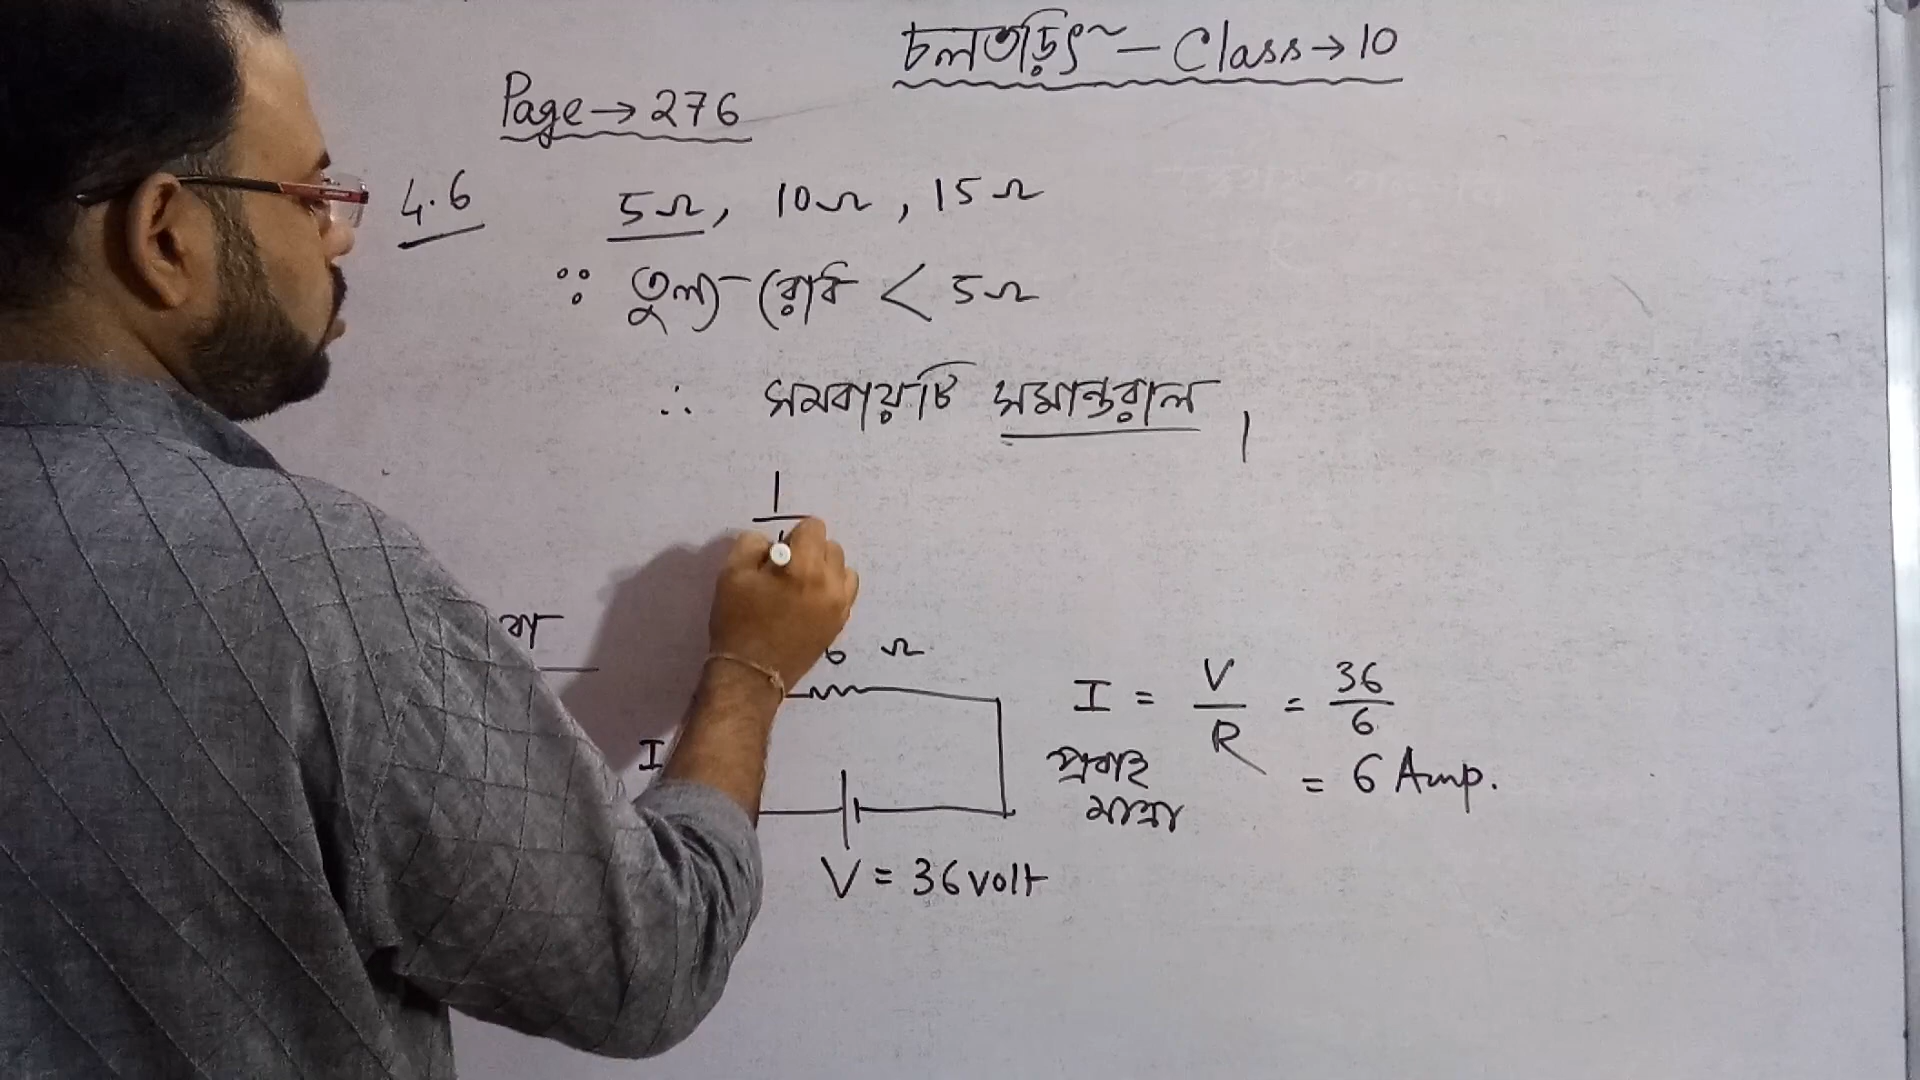 চলতড়িৎ — Class → 10
Page → 276
4.6 5Ω, 10Ω, 15Ω
∵ তুল্য রোধ < 5Ω
∴ সমবায়টি সমান্তরাল।
1
6 Ω
I
V = 36 volt
I = V/R = 36/6
প্রবাহ
মাত্রা
= 6 Amp.